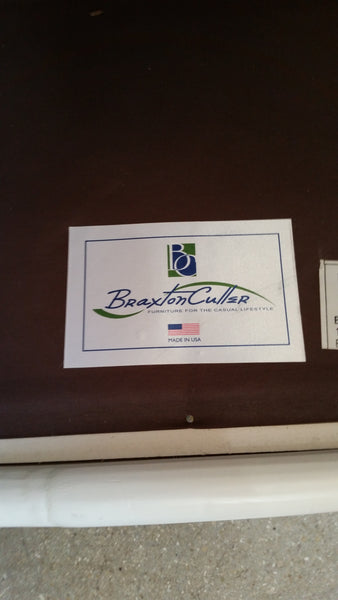 BC
BraxtonCuller
FURNITURE FOR THE CASUAL LIFESTYLE
MADE IN USA